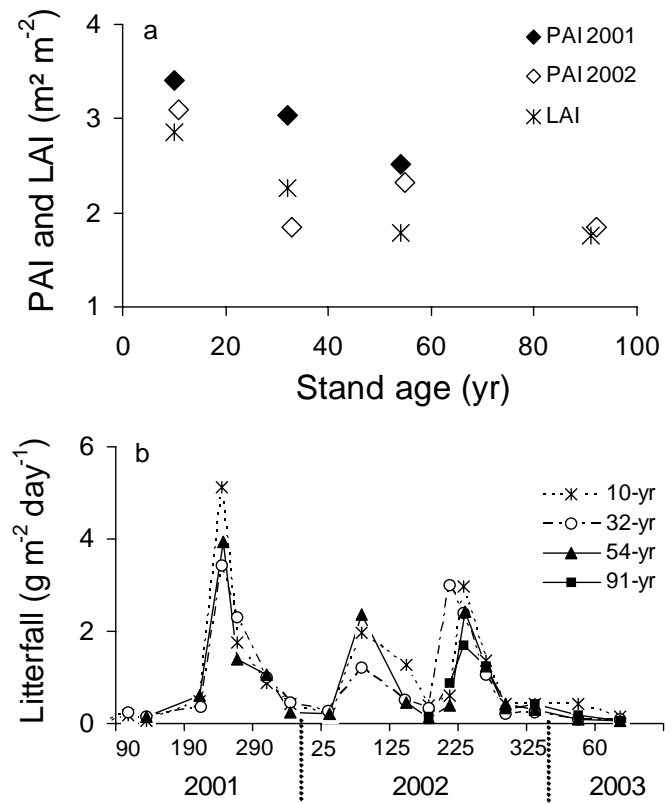 a
4
3
2
1
PAI and LAI (m² m⁻²)
PAI 2001
PAI 2002
LAI
0 20 40 60 80 100
Stand age (yr)
b
6
4
2
0
Litterfall (g m⁻² day⁻¹)
10-yr
32-yr
54-yr
91-yr
90 190 290 25 125 225 325 60
2001 2002 2003